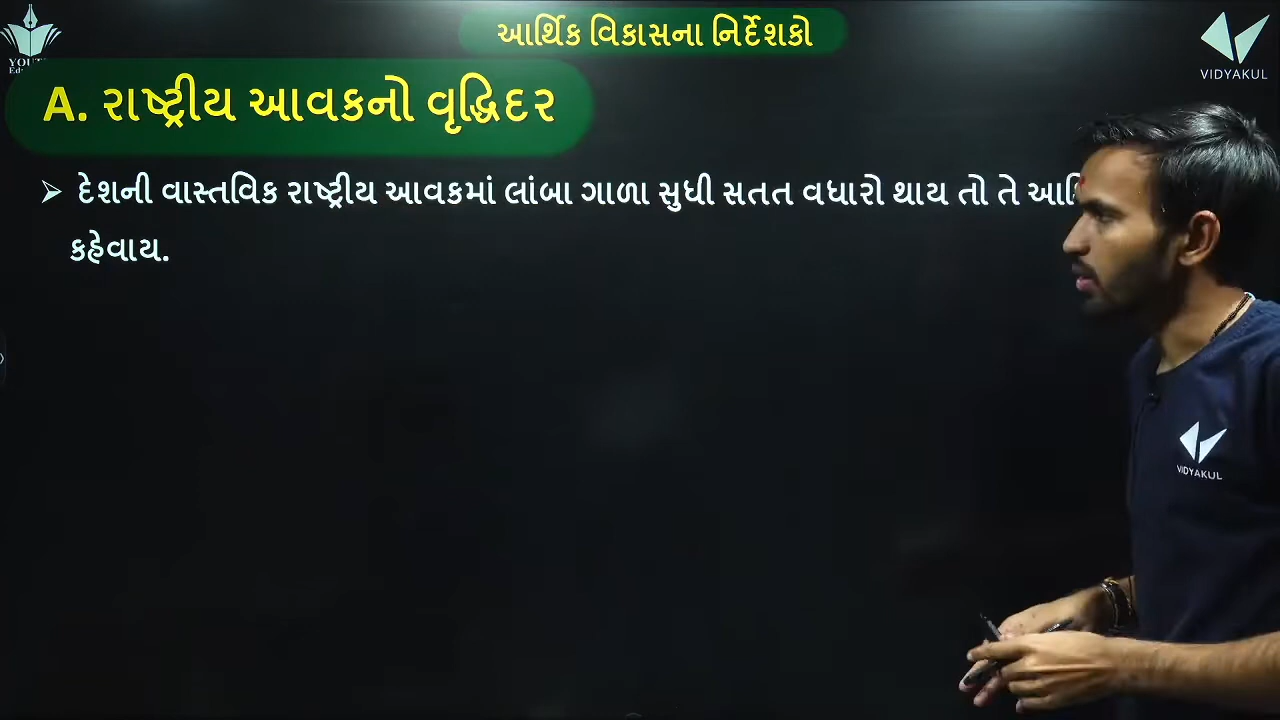 આર્થિક વિકાસના નિર્દેશકો
VIDYAKUL
A. રાષ્ટ્રીય આવકનો વૃદ્ધિદર
દેશની વાસ્તવિક રાષ્ટ્રીય આવકમાં લાંબા ગાળા સુધી સતત વધારો થાય તો તે
કહેવાય.
VIDYAKUL